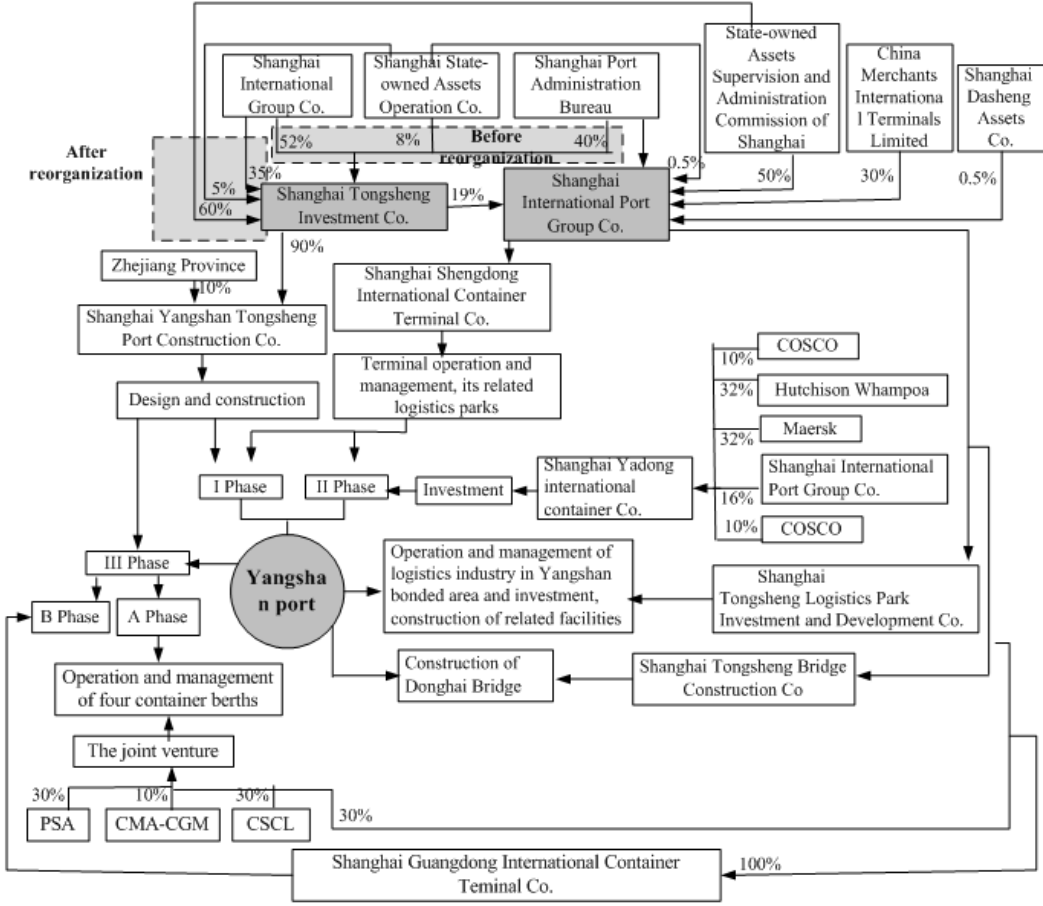 State-owned
Assets
Supervision and
Administration
Commission of
Shanghai
China
Merchants
Internationa
l Terminals
Limited
Shanghai
Dasheng
Assets
Co.
Shanghai
International
Group Co.
Shanghai State-
owned Assets
Operation Co.
Shanghai Port
Administration
Bureau
After
reorganization
52%
8%
Before
reorganization
40%
35%
5%
60%
0.5%
50%
30%
0.5%
Shanghai Tongsheng
Investment Co.
19%
Shanghai
International Port
Group Co.
90%
Zhejiang Province
10%
Shanghai Yangshan Tongsheng
Port Construction Co.
Shanghai Shengdong
International Container
Terminal Co.
Design and construction
Terminal operation and
management, its related
logistics parks
COSCO
10%
Hutchison Whampoa
32%
Maersk
32%
Shanghai International
Port Group Co.
16%
COSCO
10%
I Phase
II Phase
Investment
Shanghai Yadong
international
container Co.
III Phase
Yangsha
n port
B Phase
A Phase
Operation and management of
logistics industry in Yangshan
bonded area and investment,
construction of related facilities
Shanghai
Tongsheng Logistics Park
Investment and Development Co.
Operation and management
of four container berths
Construction of
Donghai Bridge
Shanghai Tongsheng Bridge
Construction Co
The joint venture
30%
10%
30%
30%
PSA
CMA-CGM
CSCL
Shanghai Guangdong International Container
Teminal Co.
100%